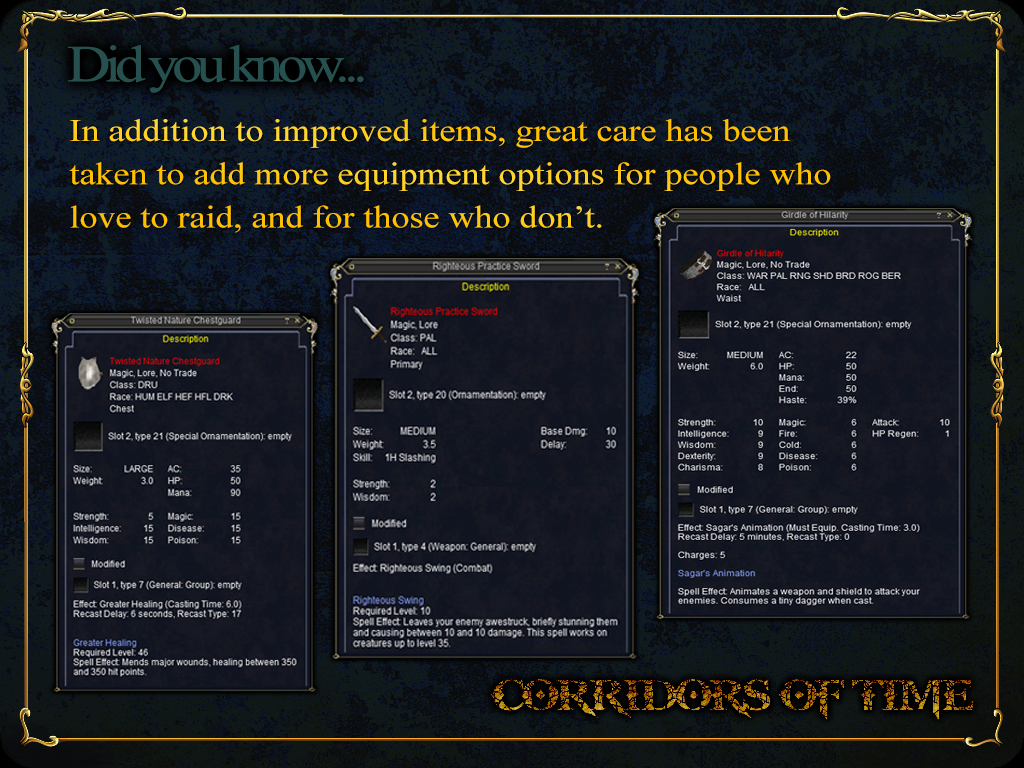 Did you know...
In addition to improved items, great care has been
taken to add more equipment options for people who
love to raid, and for those who don't.
Twisted Nature Chestguard
Description
Twisted Nature Chestguard
Magic, Lore, No Trade
Class: DRU
Race: HUM ELF HEF HFL DRK
Chest
Slot 2, type 21 (Special Ornamentation): empty
Size: LARGE AC: 35
Weight: 3.0 HP: 50
Mana: 90
Strength: 5 Magic: 15
Intelligence: 15 Disease: 15
Wisdom: 15 Poison: 15
Modified
Slot 1, type 7 (General: Group): empty
Effect: Greater Healing (Casting Time: 6.0)
Recast Delay: 6 seconds, Recast Type: 17
Greater Healing
Required Level: 46
Spell Effect: Mends major wounds, healing between 350
and 350 hit points.
Righteous Practice Sword
Description
Righteous Practice Sword
Magic, Lore
Class: PAL
Race: ALL
Primary
Slot 2, type 20 (Ornamentation): empty
Size: MEDIUM Base Dmg: 10
Weight: 3.5 Delay: 30
Skill: 1H Slashing
Strength: 2
Wisdom: 2
Modified
Slot 1, type 4 (Weapon: General): empty
Effect: Righteous Swing (Combat)
Righteous Swing
Required Level: 10
Spell Effect: Leaves your enemy awestruck, briefly stunning them
and causing between 10 and 10 damage. This spell works on
creatures up to level 35.
Girdle of Hilarity
Description
Girdle of Hilarity
Magic, Lore, No Trade
Class: WAR PAL RNG SHD BRD ROG BER
Race: ALL
Waist
Slot 2, type 21 (Special Ornamentation): empty
Size: MEDIUM AC: 22
Weight: 6.0 HP: 50
Mana: 50
End: 50
Haste: 39%
Strength: 10 Magic: 6 Attack: 10
Intelligence: 9 Fire: 6 HP Regen: 1
Wisdom: 9 Cold: 6
Dexterity: 9 Disease: 6
Charisma: 8 Poison: 6
Modified
Slot 1, type 7 (General: Group): empty
Effect: Sagar's Animation (Must Equip. Casting Time: 3.0)
Recast Delay: 5 minutes, Recast Type: 0
Charges: 5
Sagar's Animation
Spell Effect: Animates a weapon and shield to attack your
enemies. Consumes a tiny dagger when cast.
CORRIDORS OF TIME